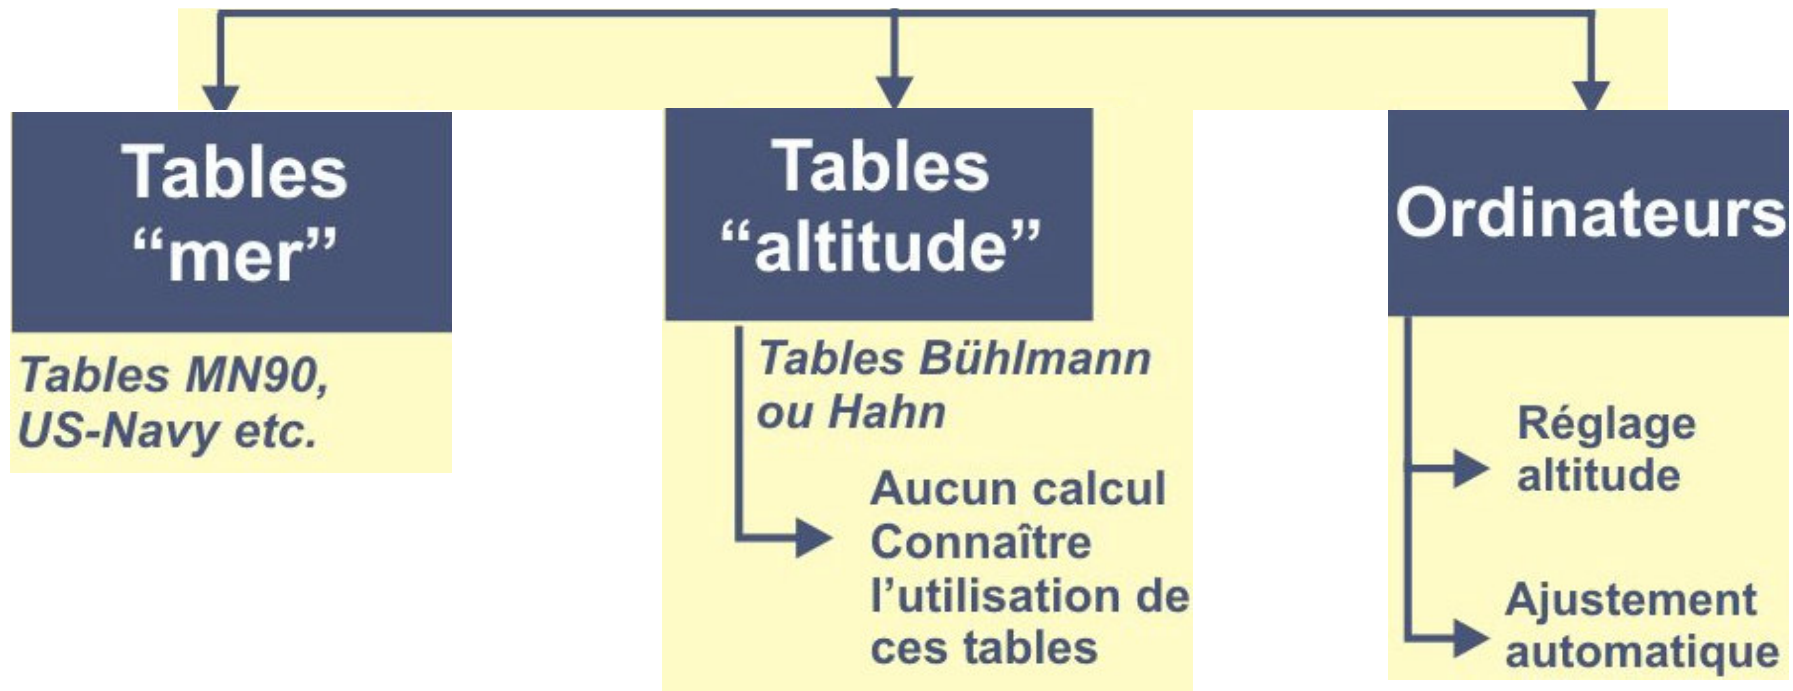 Tables
“mer”
Tables MN90,
US-Navy etc.
Tables
“altitude”
Tables Bühlmann
ou Hahn
Aucun calcul
Connaître
l’utilisation de
ces tables
Ordinateurs
Réglage
altitude
Ajustement
automatique